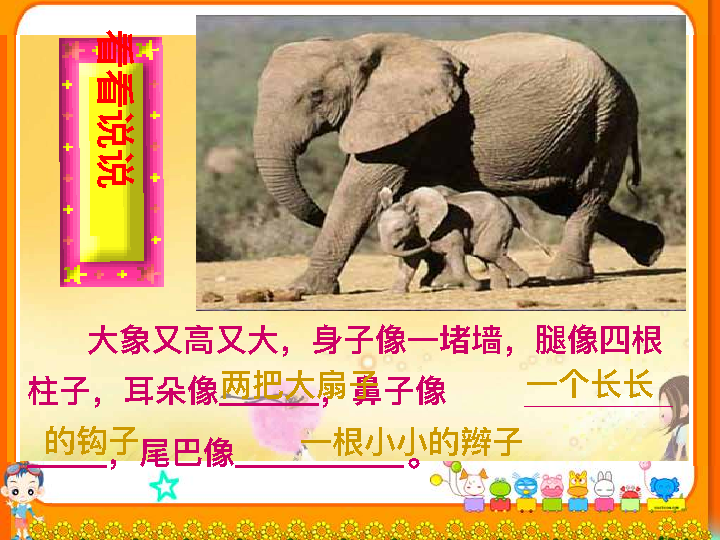 看看说说
大象又高又大，身子像一堵墙，腿像四根
柱子，耳朵像两把大扇子，鼻子像一个长长
的钩子，尾巴像一根小小的辫子。